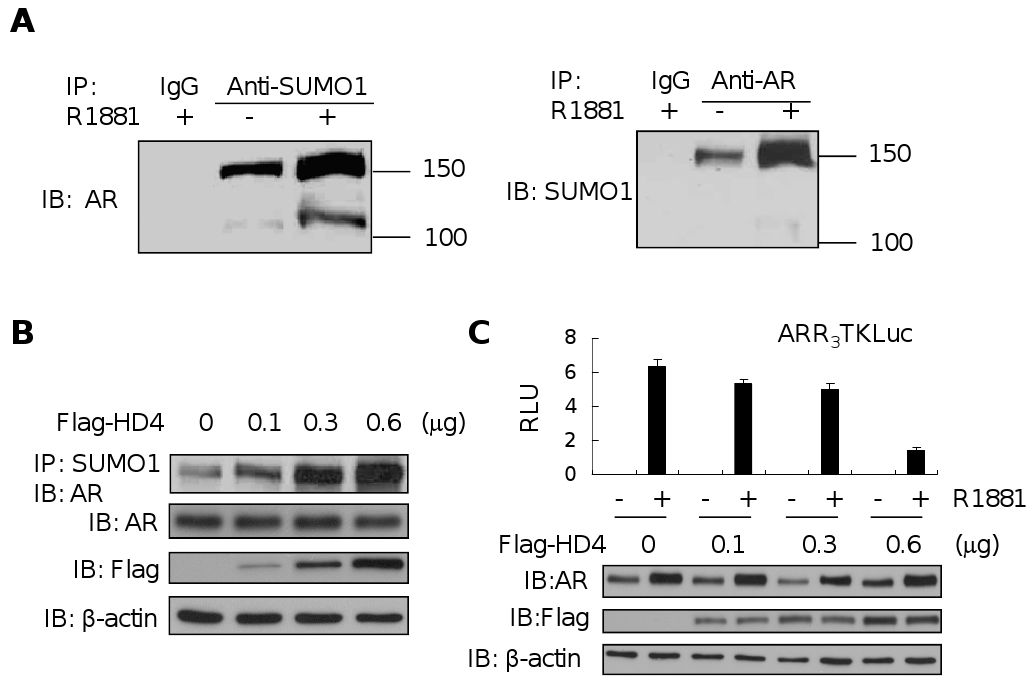 A
IP: IgG Anti-SUMO1
R1881 + - +
IB: AR
150
100
IP: IgG Anti-AR
R1881 + - +
IB: SUMO1
150
100
B
Flag-HD4 0 0.1 0.3 0.6 (μg)
IP: SUMO1
IB: AR
IB: AR
IB: Flag
IB: β-actin
C
ARR3TKLuc
RLU
8
6
4
2
0
- + - + - + - + R1881
Flag-HD4 0 0.1 0.3 0.6 (μg)
IB:AR
IB:Flag
IB: β-actin